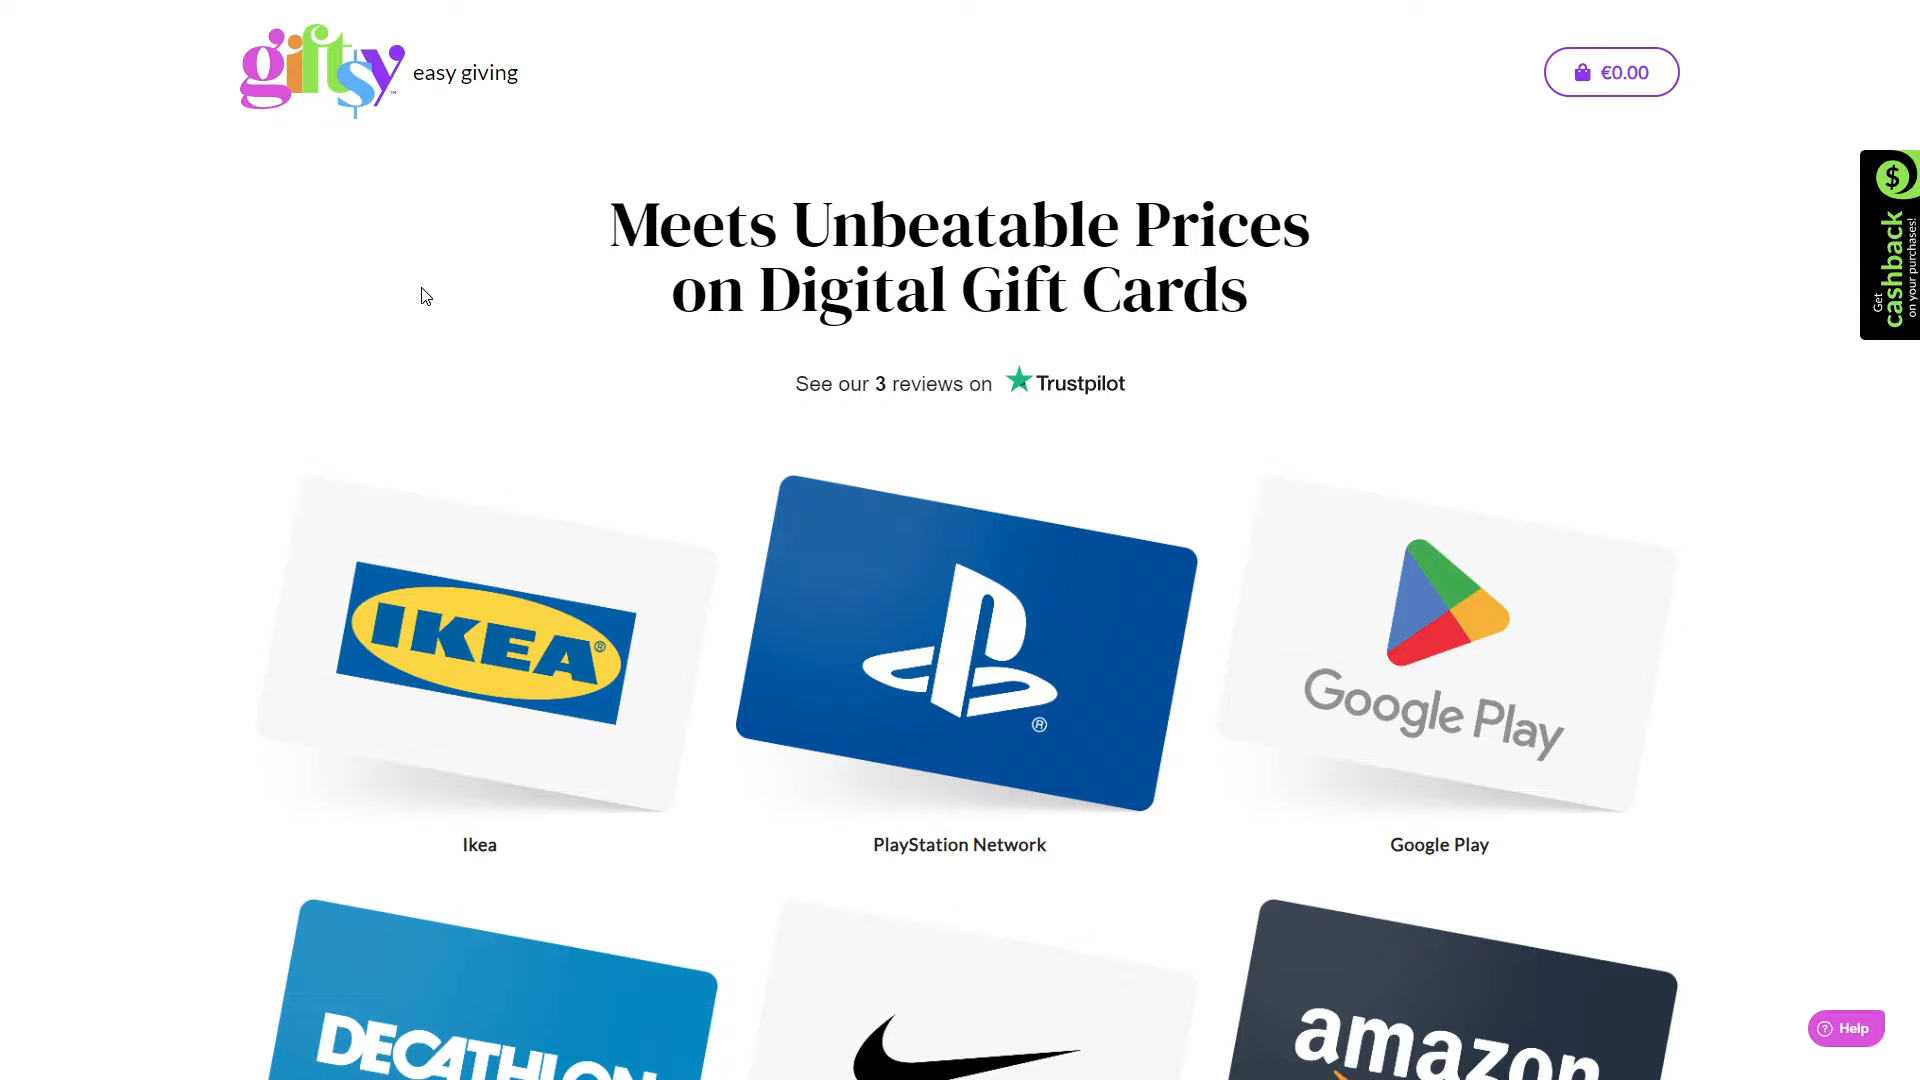 giftsy™ easy giving
€0.00
Get
cashback
on your purchases!
Meets Unbeatable Prices
on Digital Gift Cards
See our 3 reviews on Trustpilot
IKEA®
®
Google Play
Ikea
PlayStation Network
Google Play
DECATHLON
amazon
Help